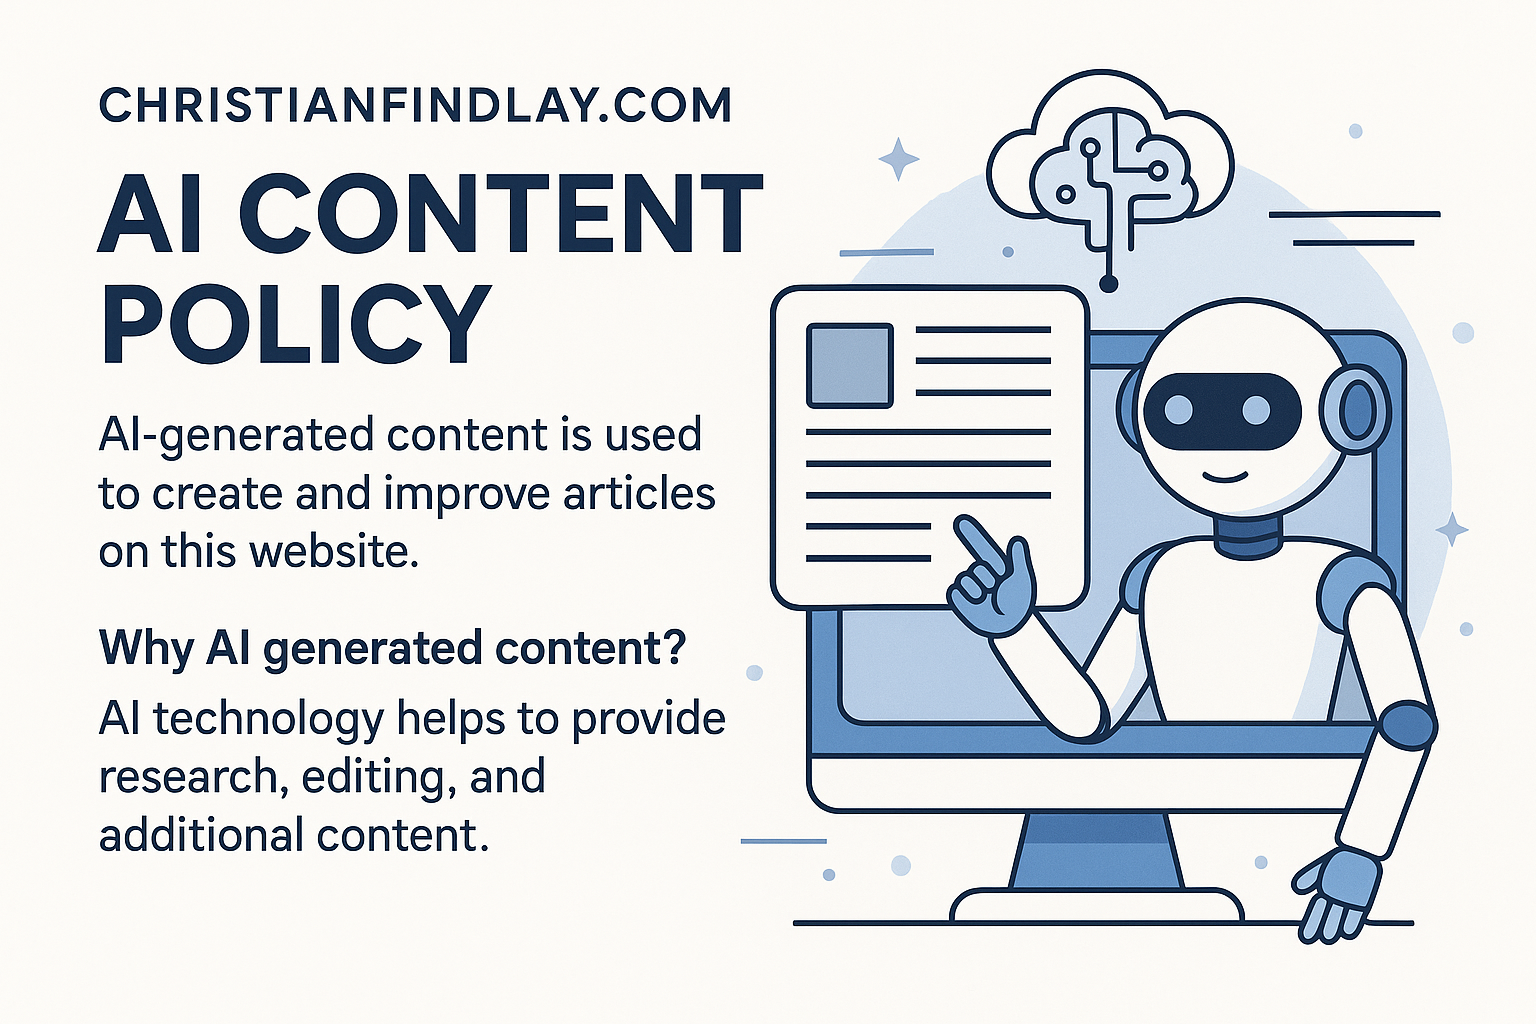 CHRISTIANFINDLAY.COM
AI CONTENT
POLICY
AI-generated content is used
to create and improve articles
on this website.
Why AI generated content?
AI technology helps to provide
research, editing, and
additional content.